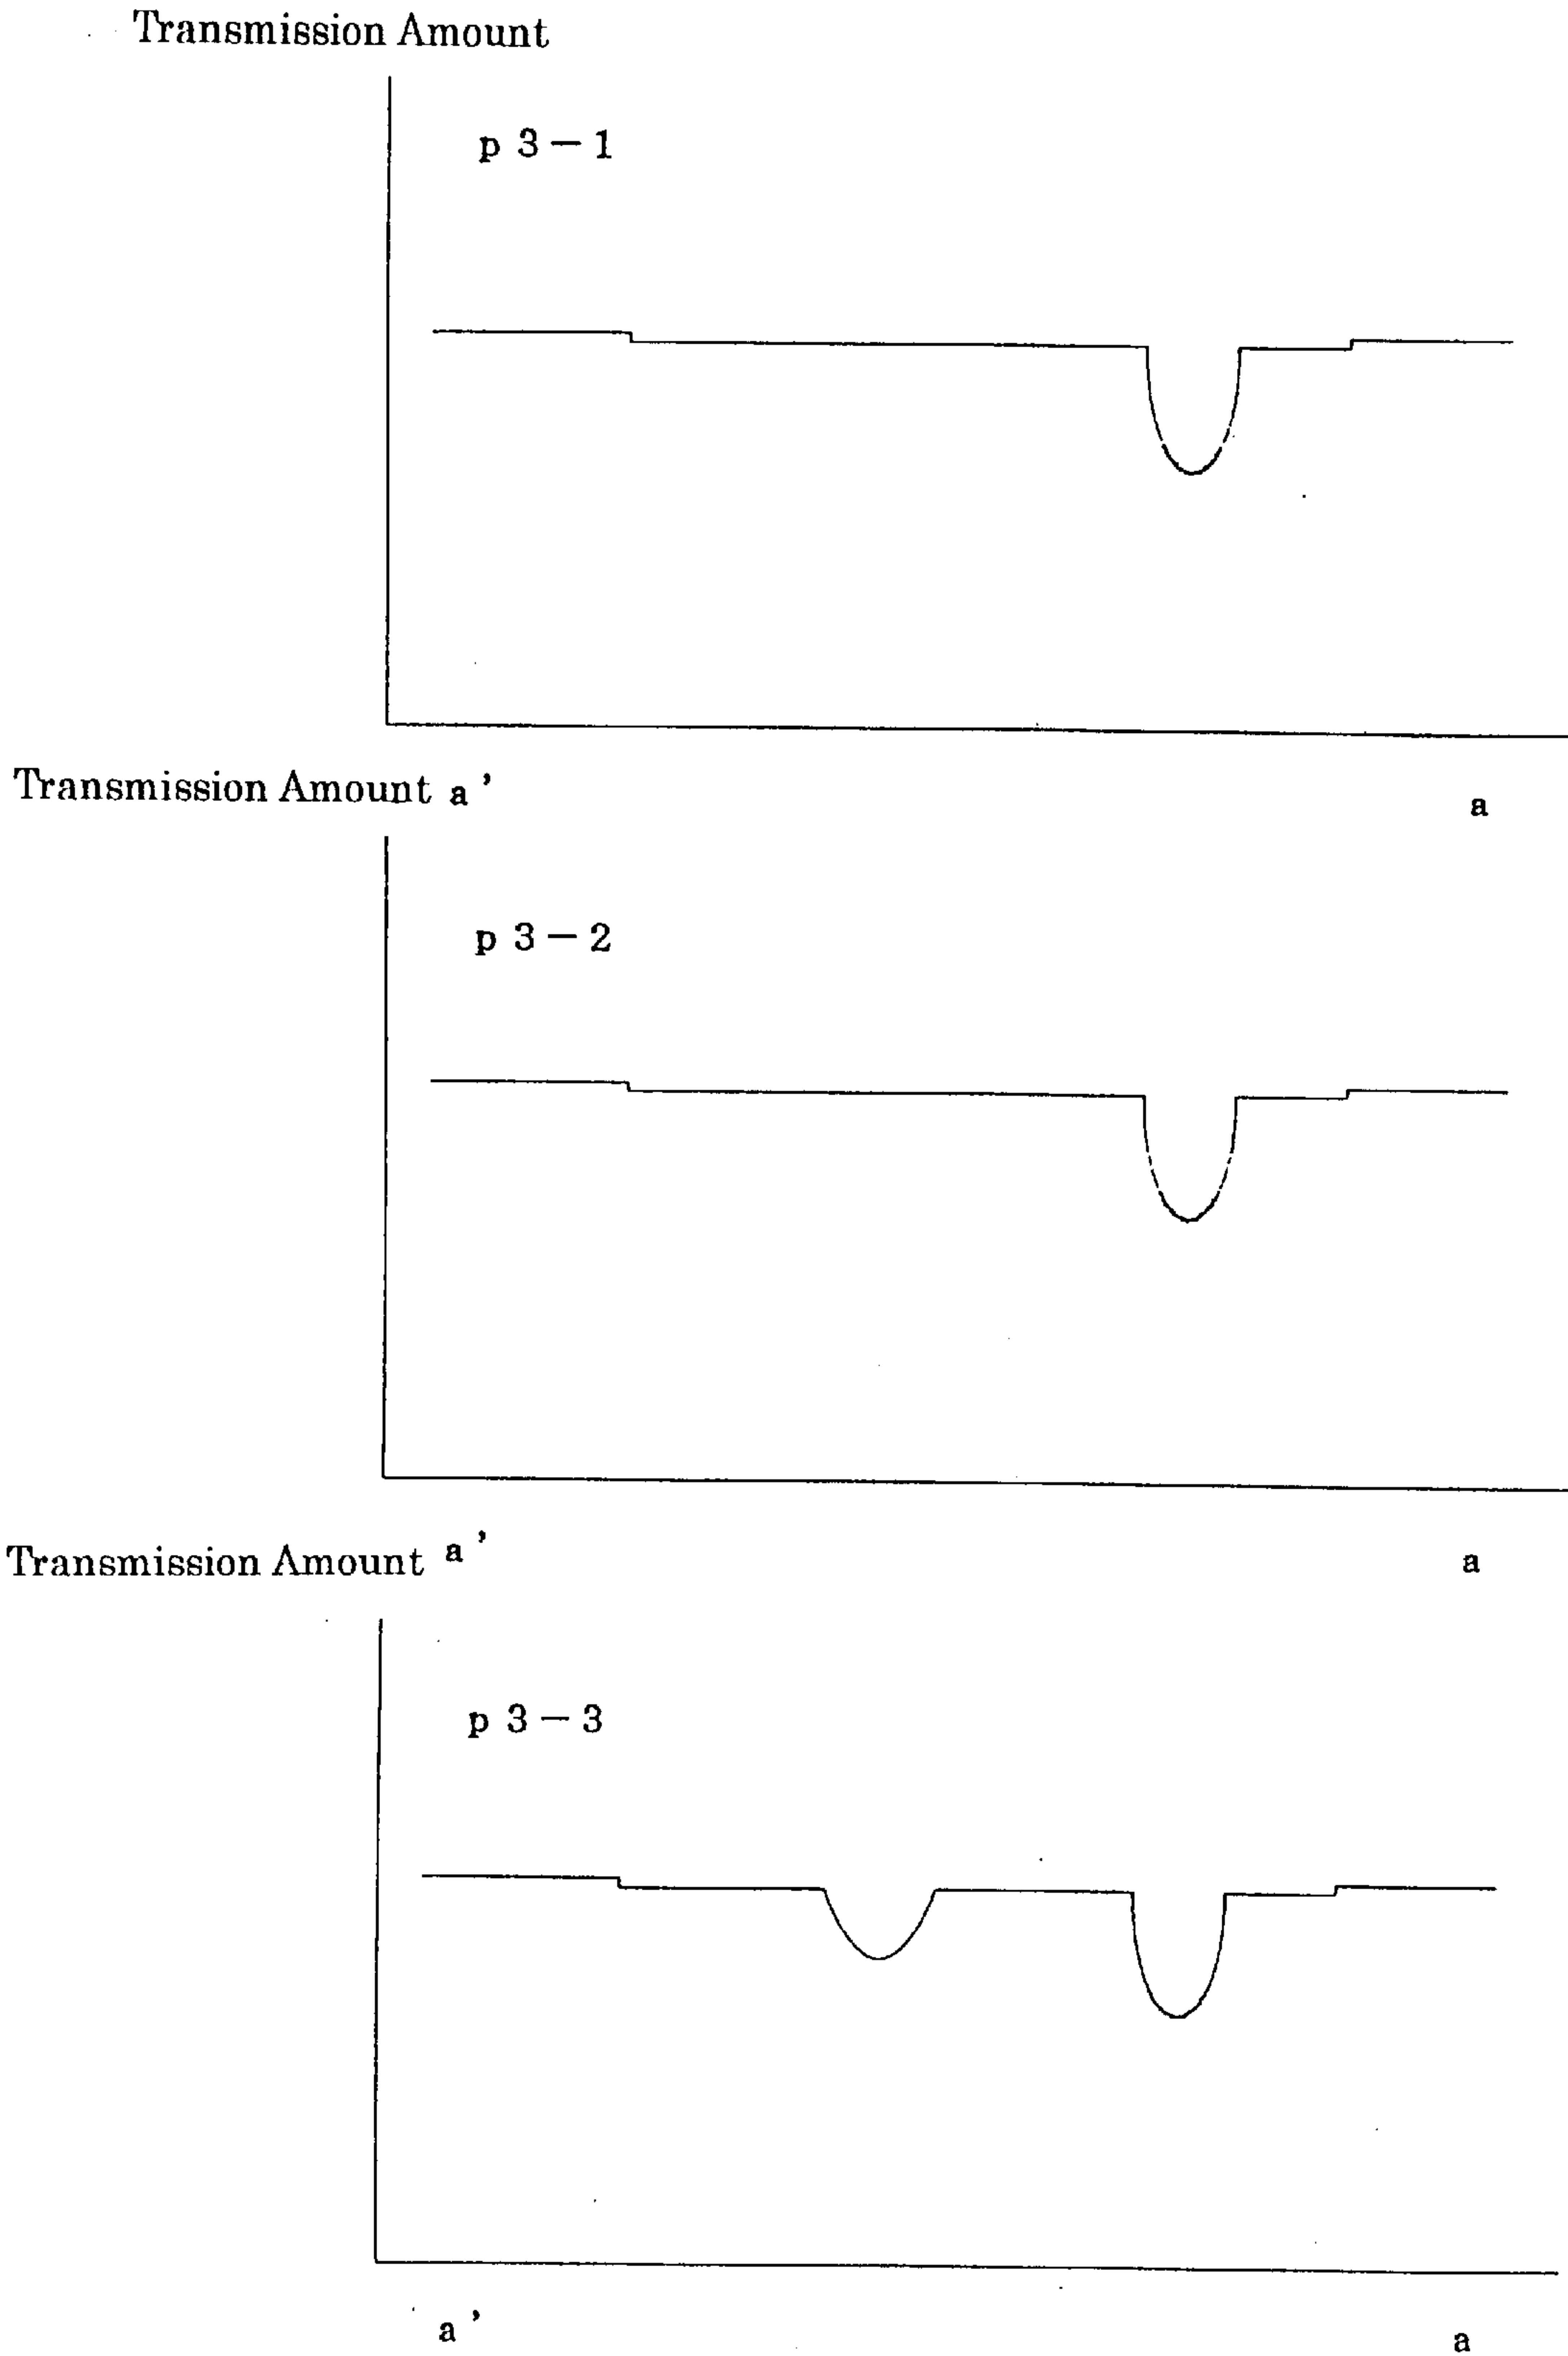 Transmission Amount
p 3－1
Transmission Amount a’ a
p 3－2
Transmission Amount a’ a
p 3－3
a’ a